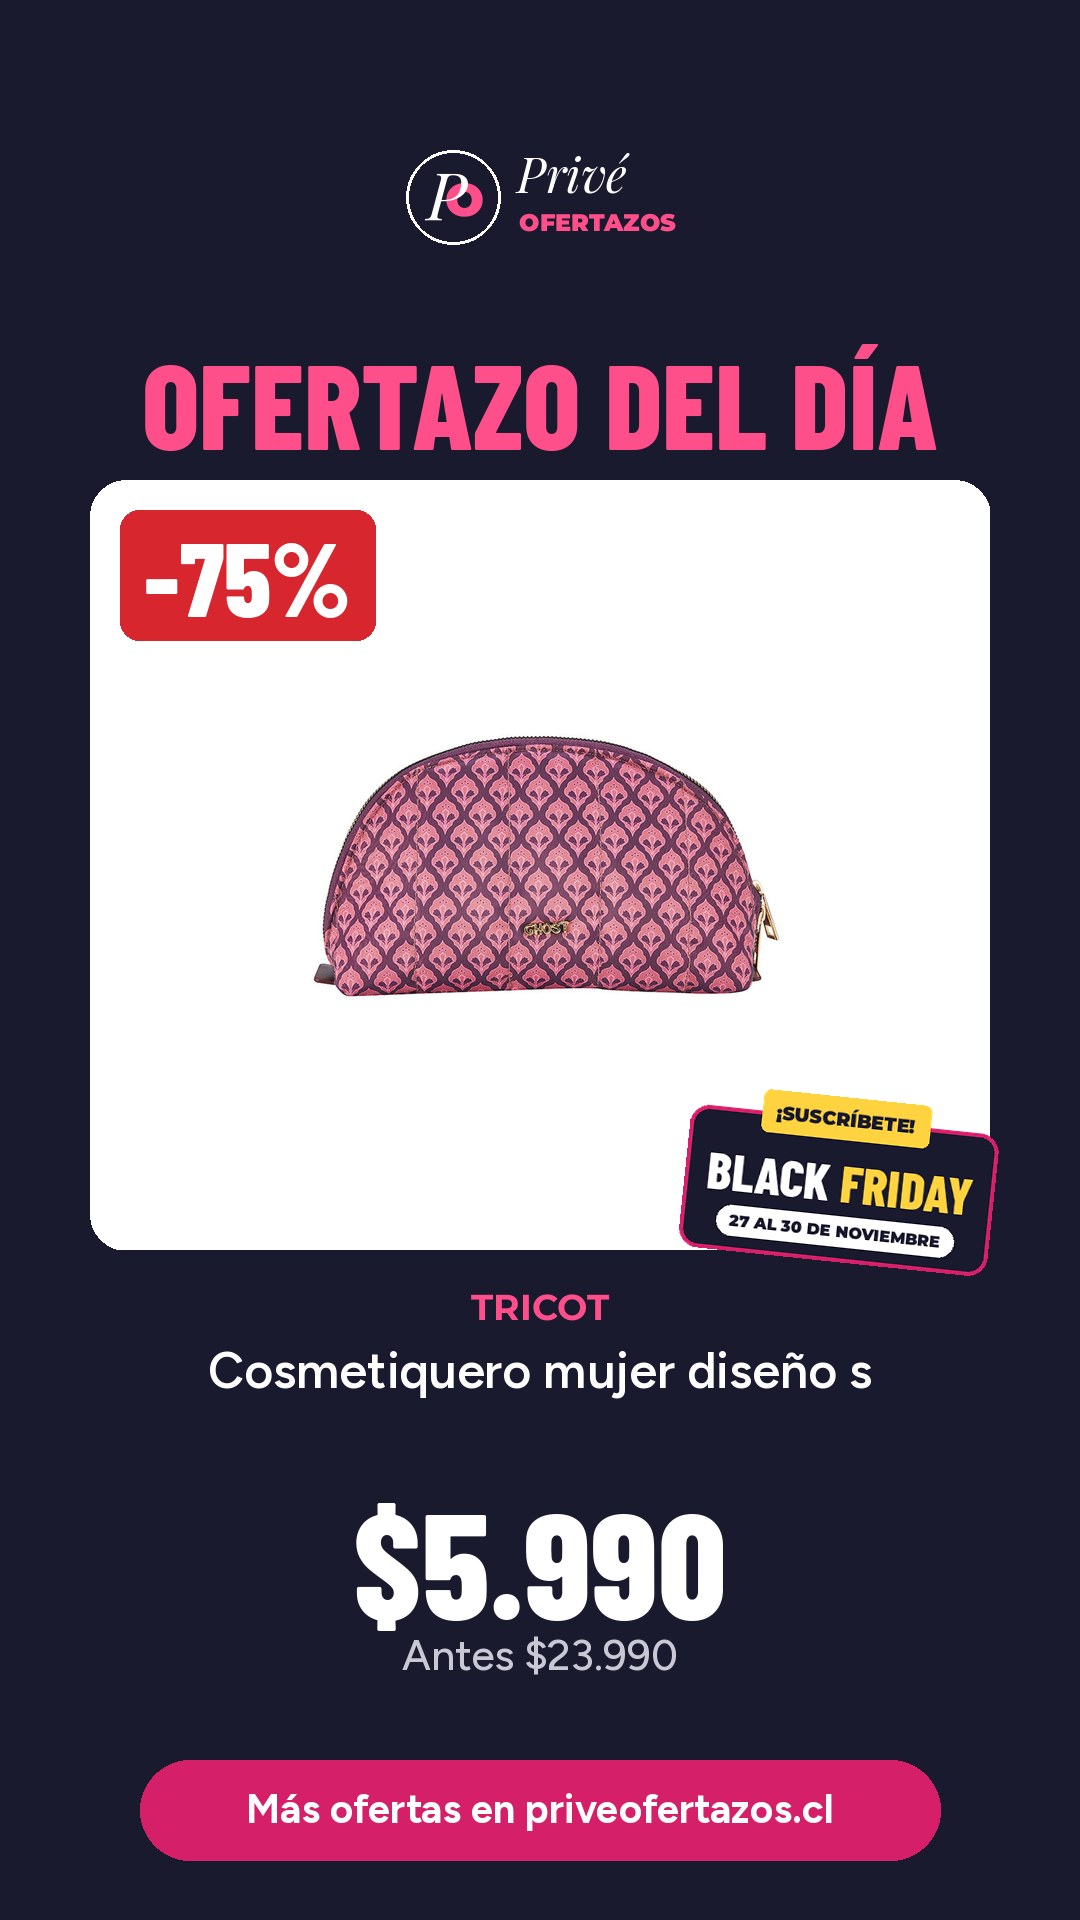 PO Privé
OFERTAZOS
OFERTAZO DEL DÍA
-75%
GHOST
¡SUSCRÍBETE!
BLACK FRIDAY
27 AL 30 DE NOVIEMBRE
TRICOT
Cosmetiquero mujer diseño s
$5.990
Antes $23.990
Más ofertas en priveofertazos.cl